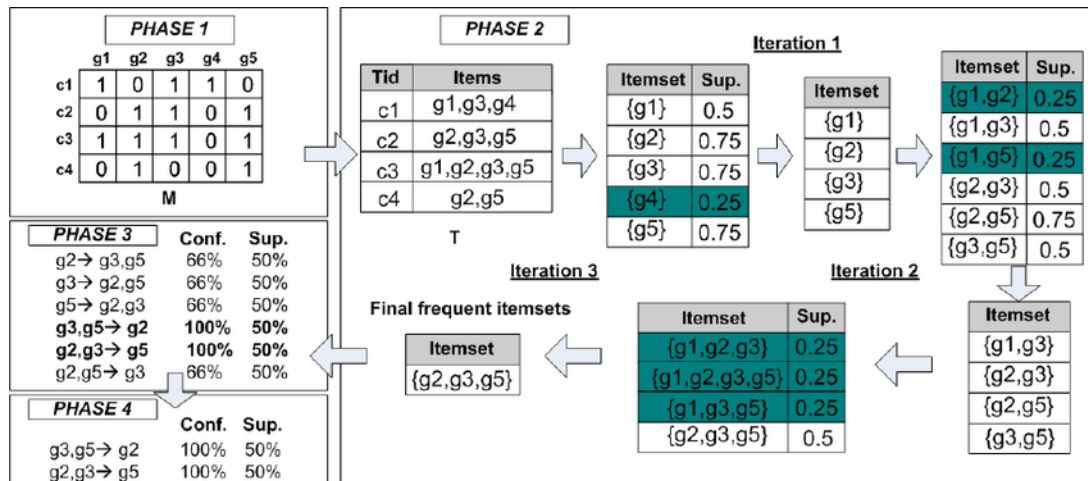 PHASE 1
g1 g2 g3 g4 g5
c1 1 0 1 1 0
c2 0 1 1 0 1
c3 1 1 1 0 1
c4 0 1 0 0 1
M
PHASE 2
Iteration 1
Tid Items
c1 g1,g3,g4
c2 g2,g3,g5
c3 g1,g2,g3,g5
c4 g2,g5
T
Itemset Sup.
{g1} 0.5
{g2} 0.75
{g3} 0.75
{g4} 0.25
{g5} 0.75
Itemset
{g1}
{g2}
{g3}
{g5}
Itemset Sup.
{g1,g2} 0.25
{g1,g3} 0.5
{g1,g5} 0.25
{g2,g3} 0.5
{g2,g5} 0.75
{g3,g5} 0.5
Iteration 2
Itemset
{g1,g3}
{g2,g3}
{g2,g5}
{g3,g5}
Itemset Sup.
{g1,g2,g3} 0.25
{g1,g2,g3,g5} 0.25
{g1,g3,g5} 0.25
{g2,g3,g5} 0.5
Iteration 3
Final frequent itemsets
Itemset
{g2,g3,g5}
PHASE 3 Conf. Sup.
g2→ g3,g5 66% 50%
g3→ g2,g5 66% 50%
g5→ g2,g3 66% 50%
g3,g5→ g2 100% 50%
g2,g3→ g5 100% 50%
g2,g5→ g3 66% 50%
PHASE 4
Conf. Sup.
g3,g5→ g2 100% 50%
g2,g3→ g5 100% 50%